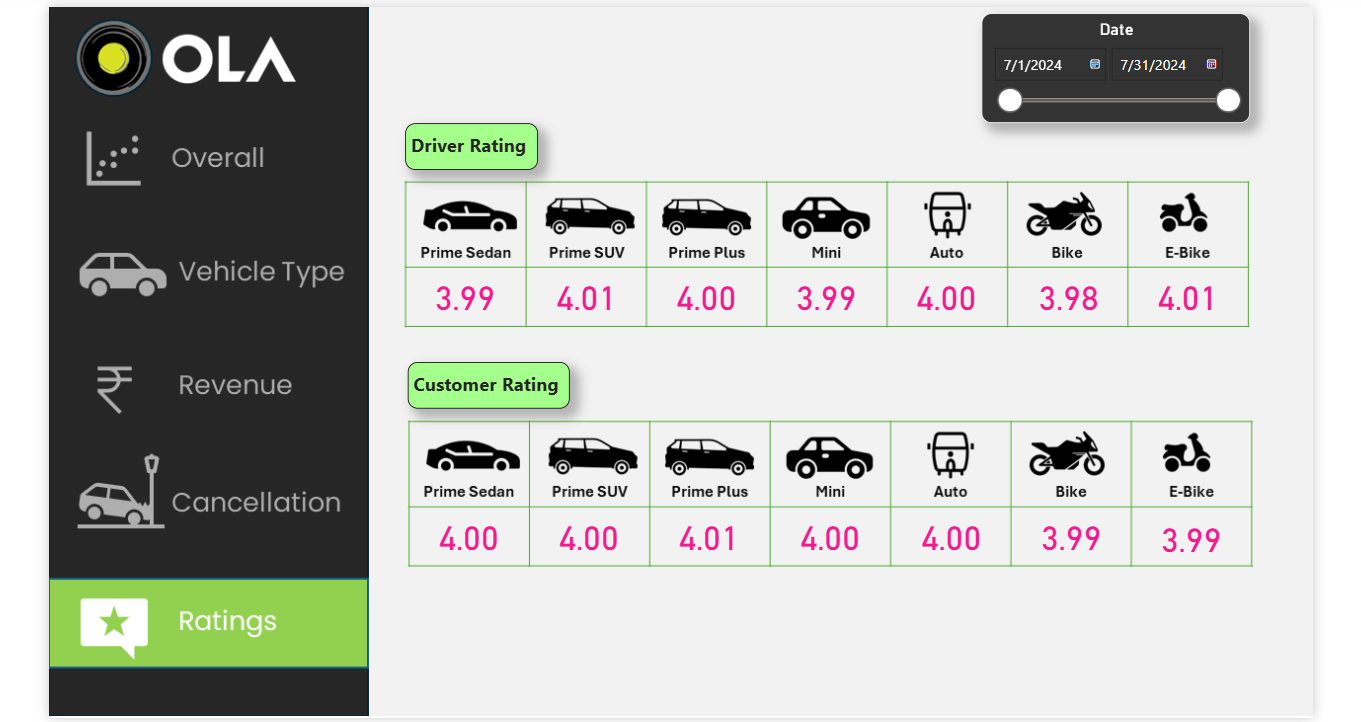 OLA
Overall
Vehicle Type
Revenue
Cancellation
Ratings
Date
7/1/2024 7/31/2024
Driver Rating
Prime Sedan Prime SUV Prime Plus Mini Auto Bike E-Bike
3.99 4.01 4.00 3.99 4.00 3.98 4.01
Customer Rating
Prime Sedan Prime SUV Prime Plus Mini Auto Bike E-Bike
4.00 4.00 4.01 4.00 4.00 3.99 3.99